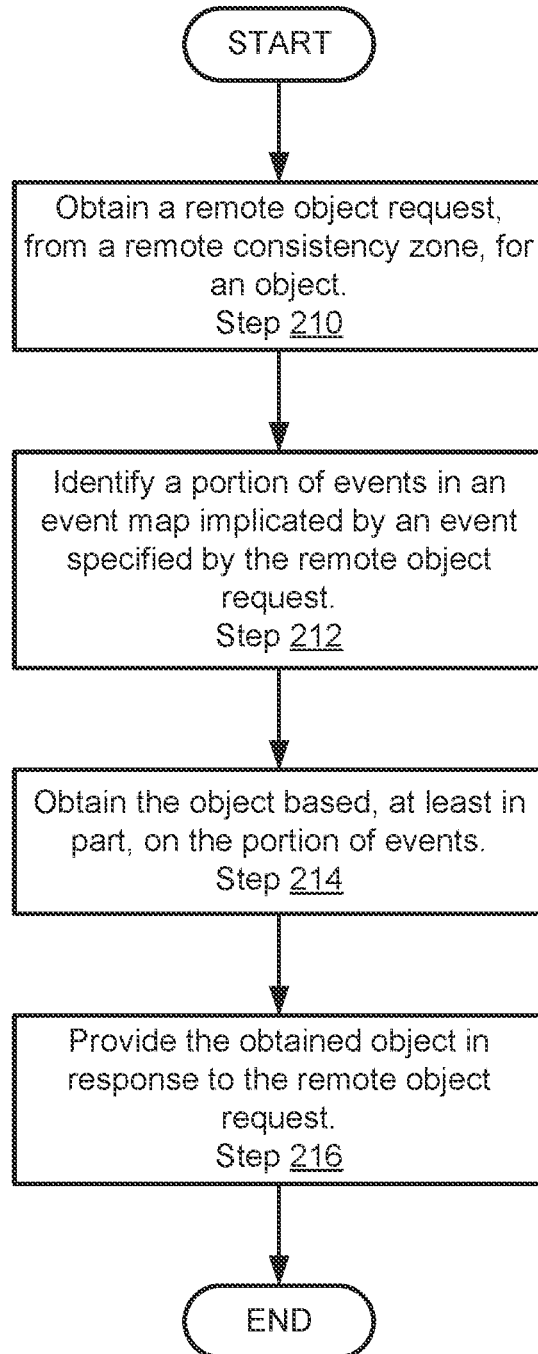 START
Obtain a remote object request,
from a remote consistency zone, for
an object.
Step 210
Identify a portion of events in an
event map implicated by an event
specified by the remote object
request.
Step 212
Obtain the object based, at least in
part, on the portion of events.
Step 214
Provide the obtained object in
response to the remote object
request.
Step 216
END